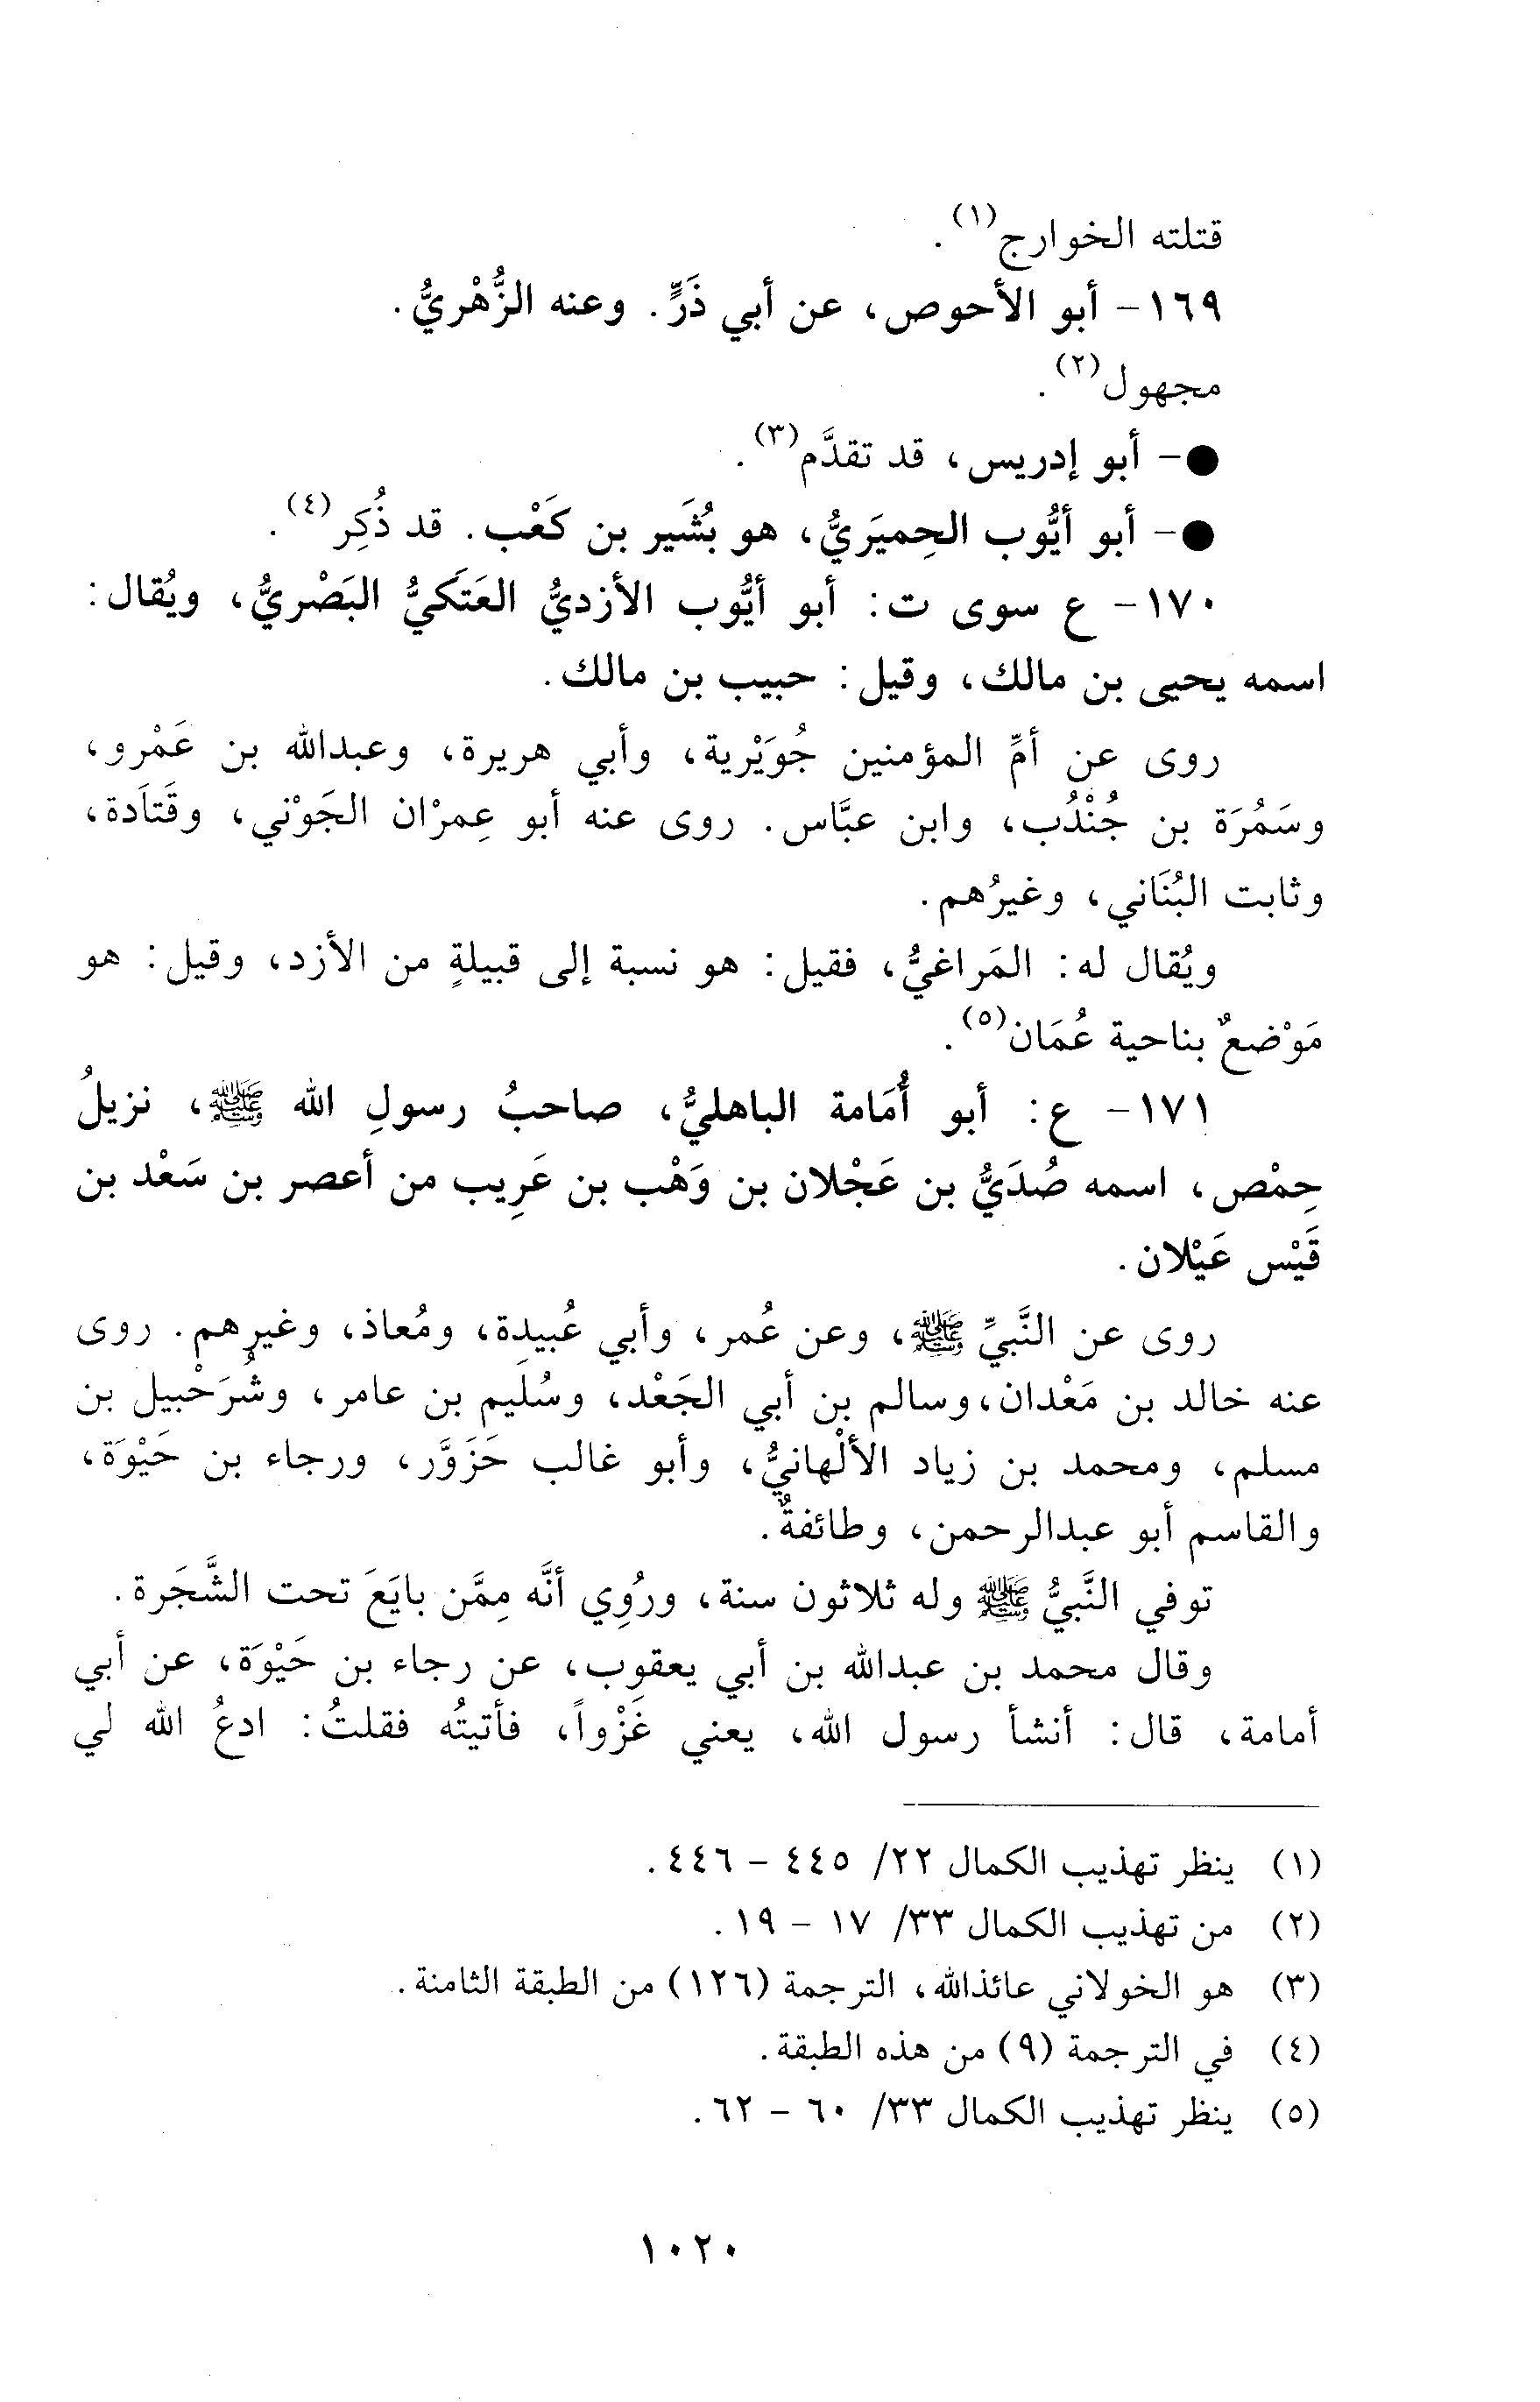 قتلته الخوارج(١).
١٦٩- أبو الأحوص، عن أبي ذَرٍّ. وعنه الزُّهْريُّ.
مجهول(٢).
●- أبو إدريس، قد تقدَّم(٣).
●- أبو أيُّوب الحِميَريُّ، هو بُشَير بن كَعْب. قد ذُكِر(٤).
١٧٠- ع سوى ت: أبو أيُّوب الأزديُّ العَتَكيُّ البَصْريُّ، ويُقال:
اسمه يحيى بن مالك، وقيل: حبيب بن مالك.
روى عن أمِّ المؤمنين جُوَيْرية، وأبي هريرة، وعبدالله بن عَمْرو،
وسَمُرَة بن جُنْدُب، وابن عبَّاس. روى عنه أبو عِمرْان الجَوْني، وقَتاَدة،
وثابت البُنَاني، وغيرُهم.
ويُقال له: المَراغيُّ، فقيل: هو نسبة إلى قبيلةٍ من الأزد، وقيل: هو
مَوْضعٌ بناحية عُمَان(٥).
١٧١- ع: أبو أُمَامة الباهليُّ، صاحبُ رسولِ الله ﷺ، نزيلُ
حِمْص، اسمه صُدَيُّ بن عَجْلان بن وَهْب بن عَرِيب من أعصر بن سَعْد بن
قَيْس عَيْلان.
روى عن النَّبيِّ ﷺ، وعن عُمر، وأبي عُبيدِة، ومُعاذ، وغيرهم. روى
عنه خالد بن مَعْدان، وسالم بن أبي الجَعْد، وسُلَيم بن عامر، وشُرَحْبيل بن
مسلم، ومحمد بن زياد الألْهانيُّ، وأبو غالب حَزَوَّر، ورجاء بن حَيْوَة،
والقاسم أبو عبدالرحمن، وطائفةٌ.
توفي النَّبيُّ ﷺ وله ثلاثون سنة، ورُوِي أنَّه مِمَّن بايَعَ تحت الشَّجَرة.
وقال محمد بن عبدالله بن أبي يعقوب، عن رجاء بن حَيْوَة، عن أبي
أمامة، قال: أنشأ رسول الله، يعني غَزْواً، فأتيتُه فقلتُ: ادعُ الله لي
(١) ينظر تهذيب الكمال ٢٢/ ٤٤٥ - ٤٤٦.
(٢) من تهذيب الكمال ٣٣/ ١٧ - ١٩.
(٣) هو الخولاني عائذالله، الترجمة (١٢٦) من الطبقة الثامنة.
(٤) في الترجمة (٩) من هذه الطبقة.
(٥) ينظر تهذيب الكمال ٣٣/ ٦٠ - ٦٢.
١٠٢٠